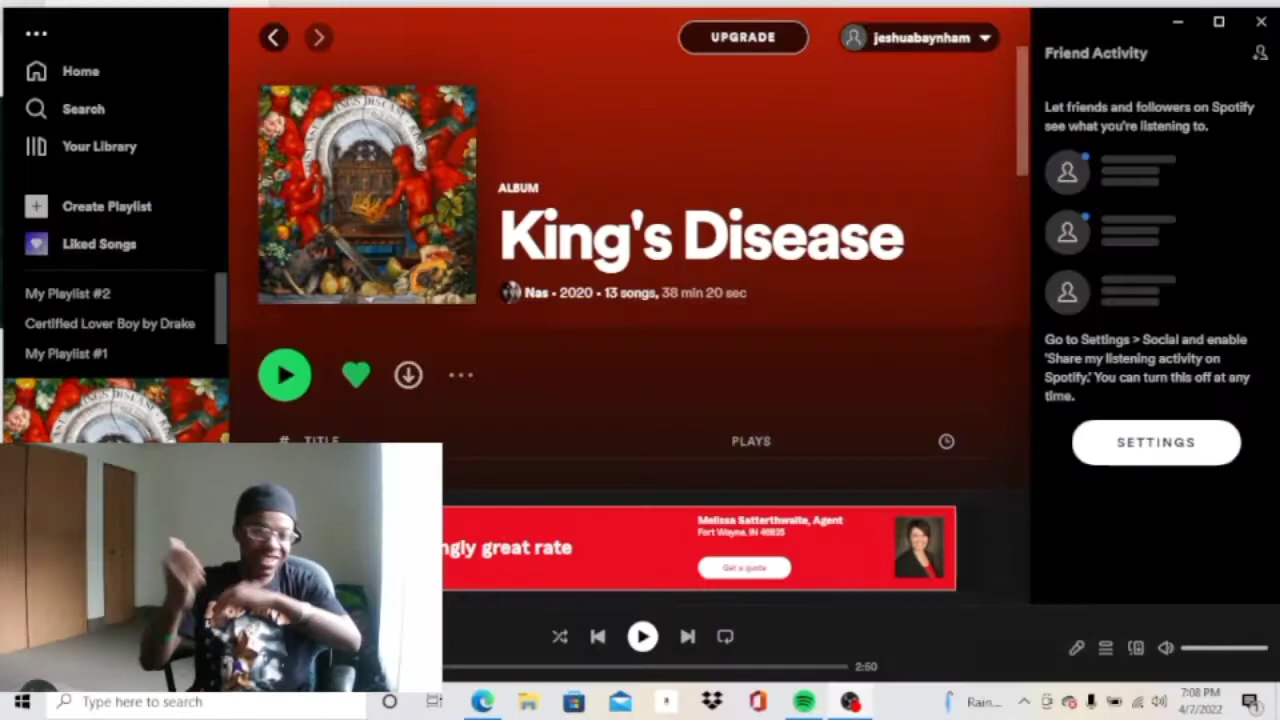 UPGRADE
jeshuabaynham
Home
Search
Your Library
Create Playlist
Liked Songs
My Playlist #2
Certified Lover Boy by Drake
My Playlist #1
KING'S DISEASE
ALBUM
King's Disease
Nas • 2020 • 13 songs, 38 min 20 sec
# TITLE
PLAYS
Friend Activity
Let friends and followers on Spotify
see what you're listening to.
Go to Settings > Social and enable
'Share my listening activity on
Spotify.' You can turn this off at any
time.
SETTINGS
ngly great rate
Melissa Satterthwaite, Agent
Fort Wayne, IN 46825
Get a quote
2:50
Type here to search
Rain...
7:08 PM
4/7/2022